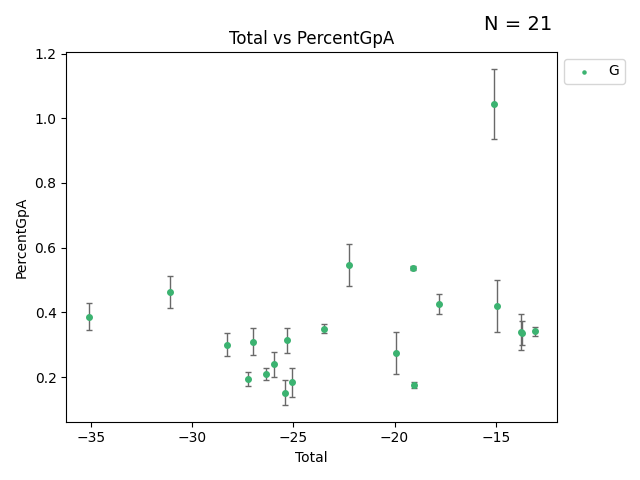 N = 21
Total vs PercentGpA
G
1.2
1.0
0.8
0.6
0.4
0.2
PercentGpA
−35
−30
−25
−20
−15
Total